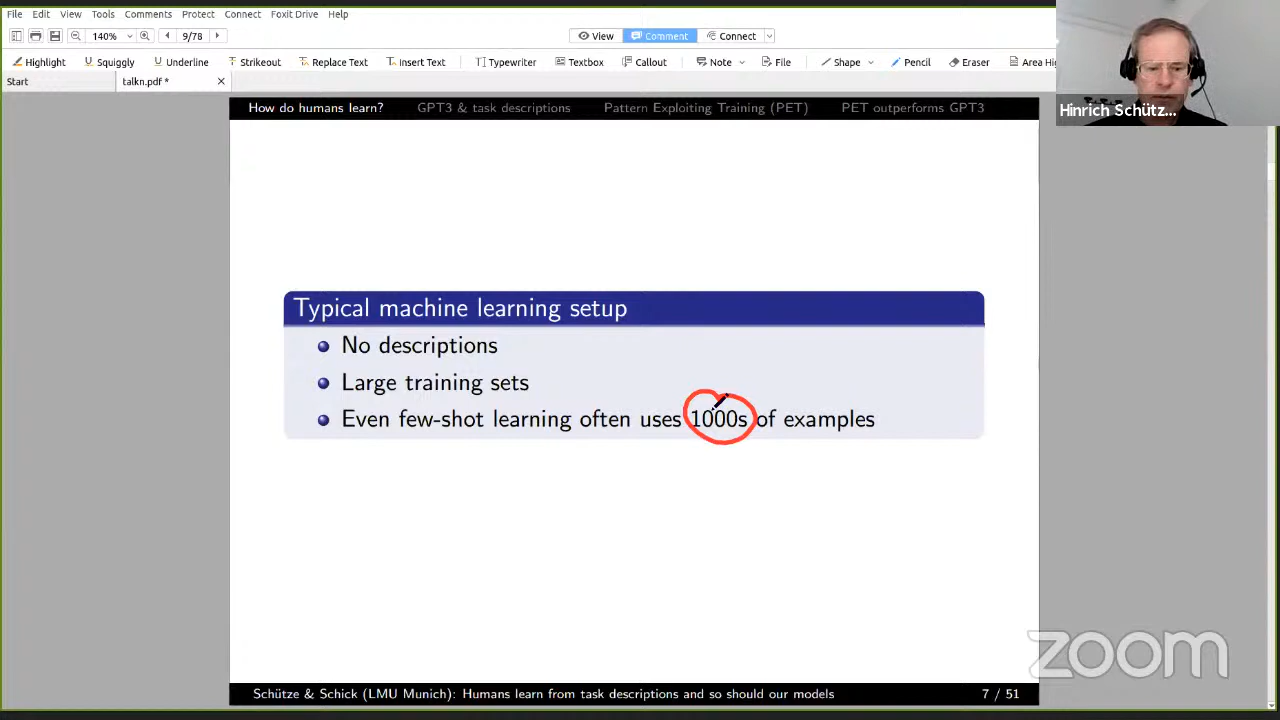 File Edit View Tools Comments Protect Connect Foxit Drive Help
140% 9/78 View Comment Connect
Highlight Squiggly Underline Strikeout Replace Text Insert Text Typewriter Textbox Callout Note File Shape Pencil Eraser Area Hig
Start talkn.pdf *
Hinrich Schütz...
How do humans learn? GPT3 & task descriptions Pattern Exploiting Training (PET) PET outperforms GPT3
Typical machine learning setup
No descriptions
Large training sets
Even few-shot learning often uses 1000s of examples
zoom
Schütze & Schick (LMU Munich): Humans learn from task descriptions and so should our models 7 / 51